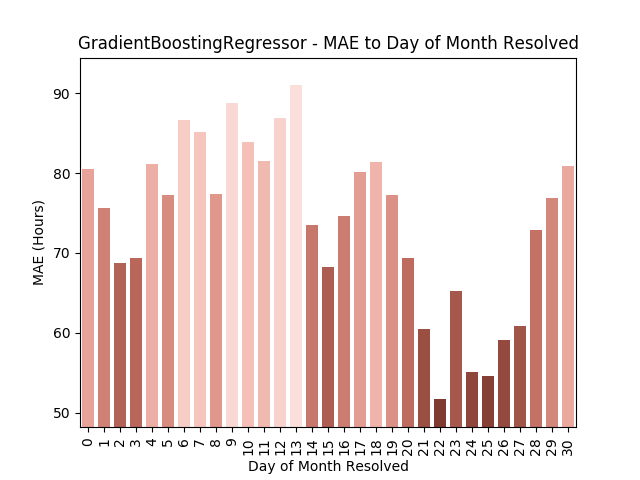 GradientBoostingRegressor - MAE to Day of Month Resolved
90
80
70
60
50
MAE (Hours)
0 1 2 3 4 5 6 7 8 9 10 11 12 13 14 15 16 17 18 19 20 21 22 23 24 25 26 27 28 29 30
Day of Month Resolved